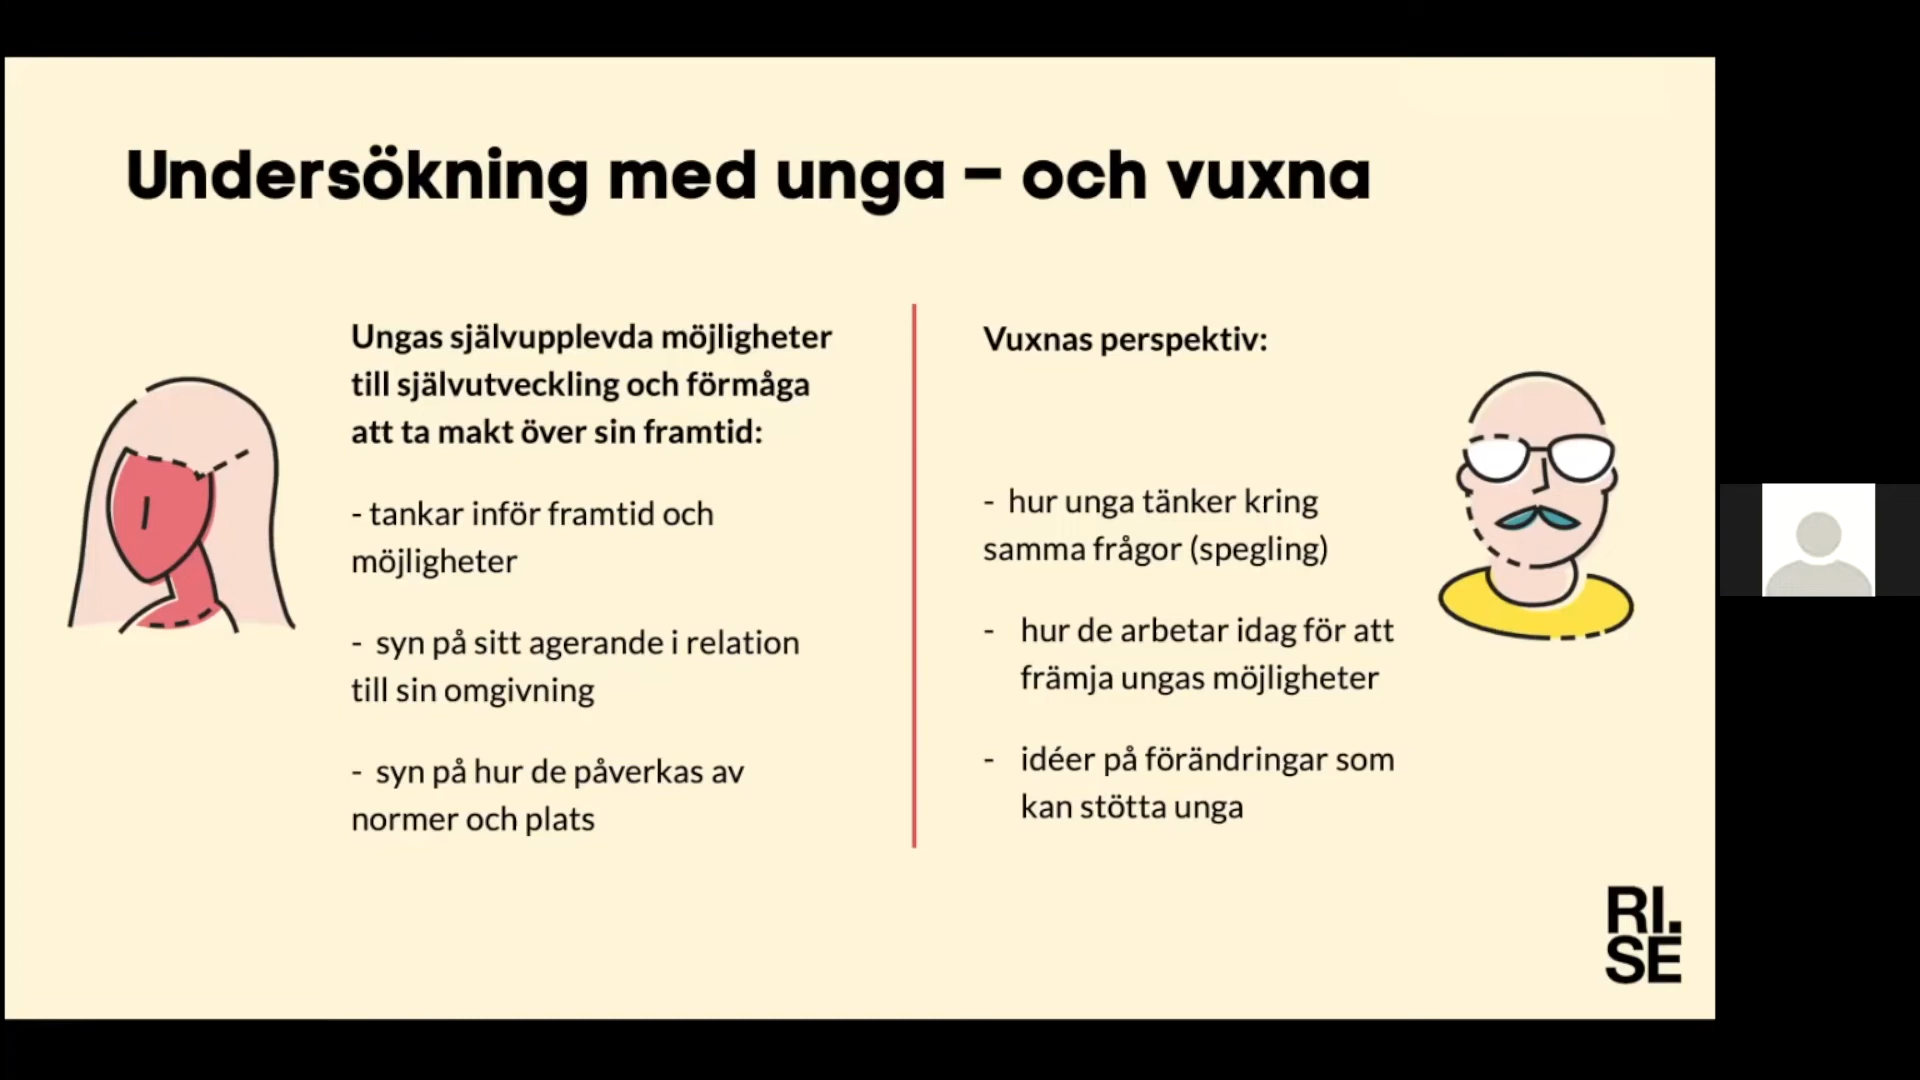 Undersökning med unga – och vuxna
Ungas självupplevda möjligheter
till självutveckling och förmåga
att ta makt över sin framtid:
- tankar inför framtid och
möjligheter
- syn på sitt agerande i relation
till sin omgivning
- syn på hur de påverkas av
normer och plats
Vuxnas perspektiv:
- hur unga tänker kring
samma frågor (spegling)
- hur de arbetar idag för att
främja ungas möjligheter
- idéer på förändringar som
kan stötta unga
RI.
SE